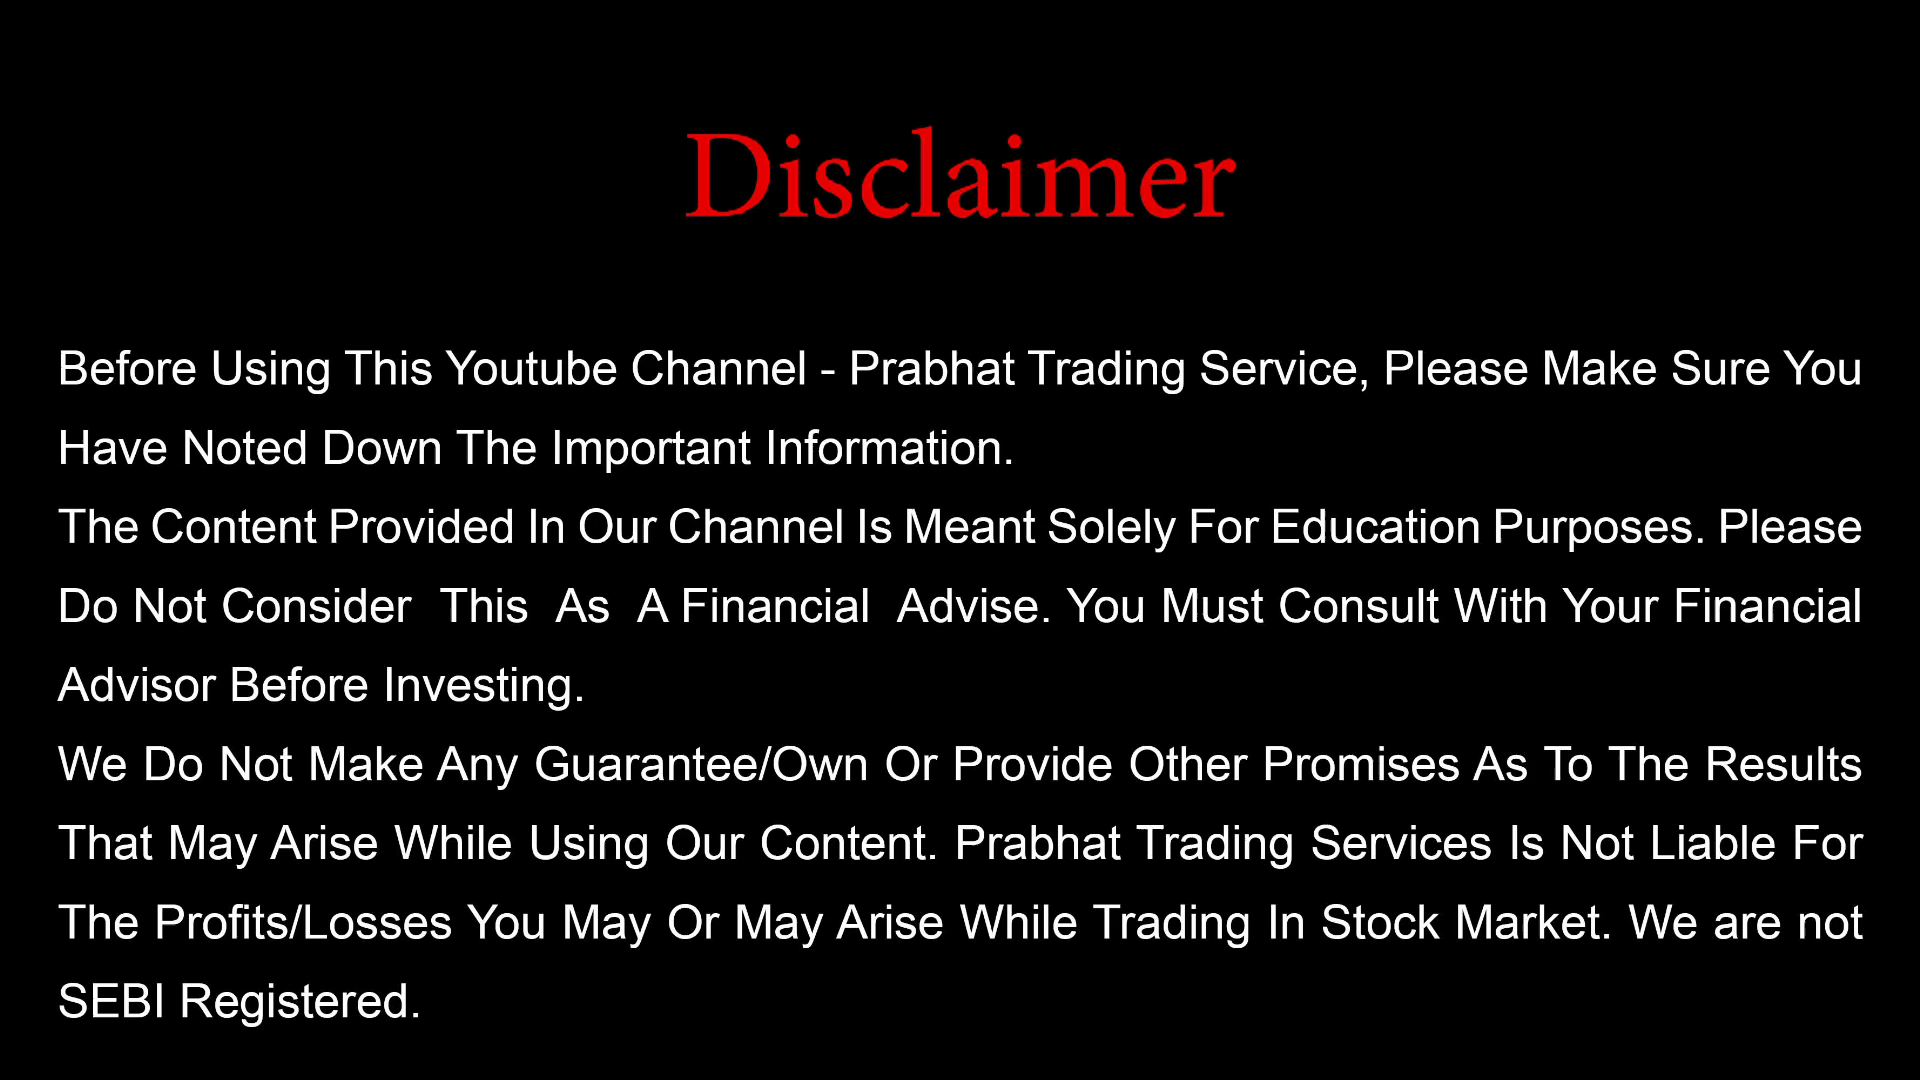 Disclaimer
Before Using This Youtube Channel - Prabhat Trading Service, Please Make Sure You
Have Noted Down The Important Information.
The Content Provided In Our Channel Is Meant Solely For Education Purposes. Please
Do Not Consider This As A Financial Advise. You Must Consult With Your Financial
Advisor Before Investing.
We Do Not Make Any Guarantee/Own Or Provide Other Promises As To The Results
That May Arise While Using Our Content. Prabhat Trading Services Is Not Liable For
The Profits/Losses You May Or May Arise While Trading In Stock Market. We are not
SEBI Registered.